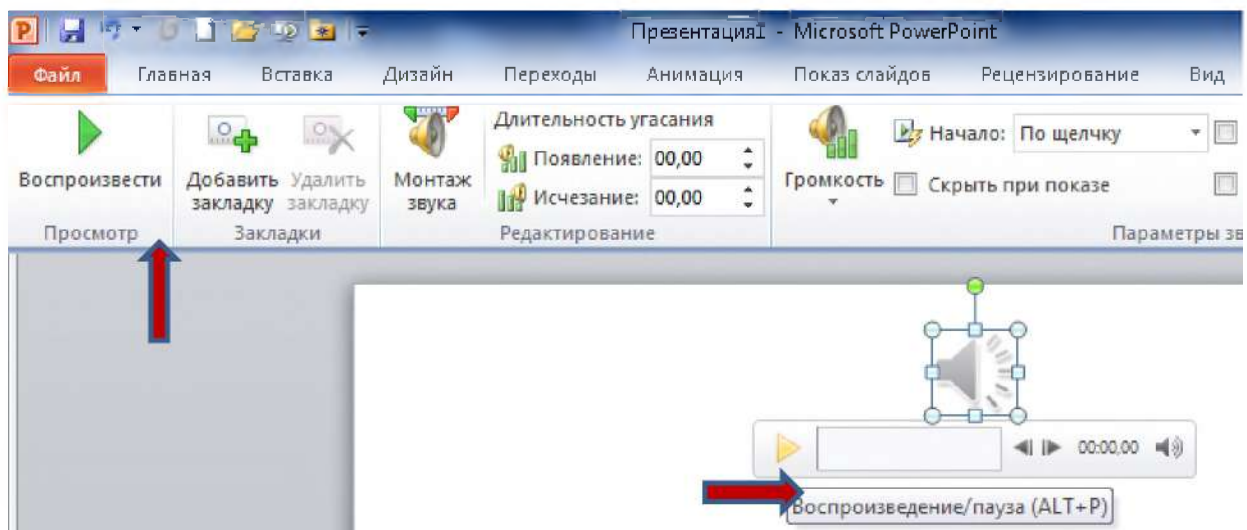 Презентация1 - Microsoft PowerPoint
Файл Главная Вставка Дизайн Переходы Анимация Показ слайдов Рецензирование Вид
Длительность угасания
Появление: 00,00
Начало: По щелчку
Воспроизвести Добавить закладку Удалить закладку Монтаж звука
Исчезание: 00,00
Громкость
Скрыть при показе
Просмотр Закладки Редактирование Параметры зв
00:00,00
Воспроизведение/пауза (ALT+P)